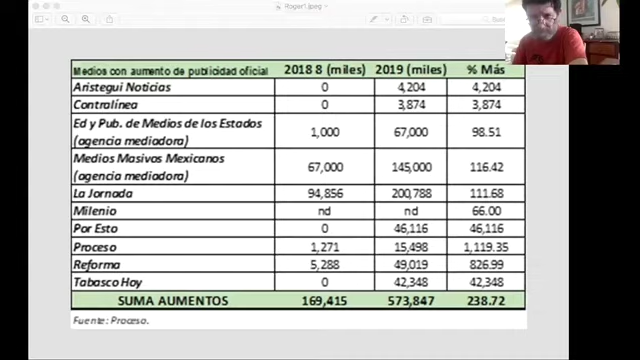 Roger1.jpeg
Medios con aumento de publicidad oficial 2018 8 (miles) 2019 (miles) % Más
Aristegui Noticias 0 4,204 4,204
Contralínea 0 3,874 3,874
Ed y Pub. de Medios de los Estados
(agencia mediadora) 1,000 67,000 98.51
Medios Masivos Mexicanos
(agencia mediadora) 67,000 145,000 116.42
La Jornada 94,856 200,788 111.68
Milenio nd nd 66.00
Por Esto 0 46,116 46,116
Proceso 1,271 15,498 1,119.35
Reforma 5,288 49,019 826.99
Tabasco Hoy 0 42,348 42,348
SUMA AUMENTOS 169,415 573,847 238.72
Fuente: Proceso.